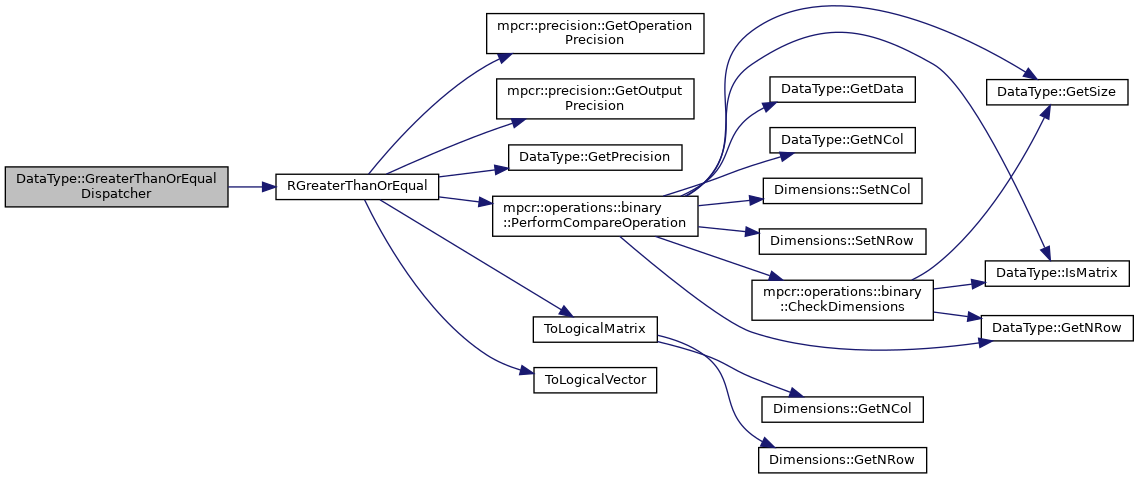 DataType::GreaterThanOrEqual
Dispatcher
RGreaterThanOrEqual
mpcr::precision::GetOperation
Precision
mpcr::precision::GetOutput
Precision
DataType::GetPrecision
mpcr::operations::binary
::PerformCompareOperation
ToLogicalMatrix
ToLogicalVector
DataType::GetData
DataType::GetNCol
Dimensions::SetNCol
Dimensions::SetNRow
mpcr::operations::binary
::CheckDimensions
Dimensions::GetNCol
Dimensions::GetNRow
DataType::GetSize
DataType::IsMatrix
DataType::GetNRow